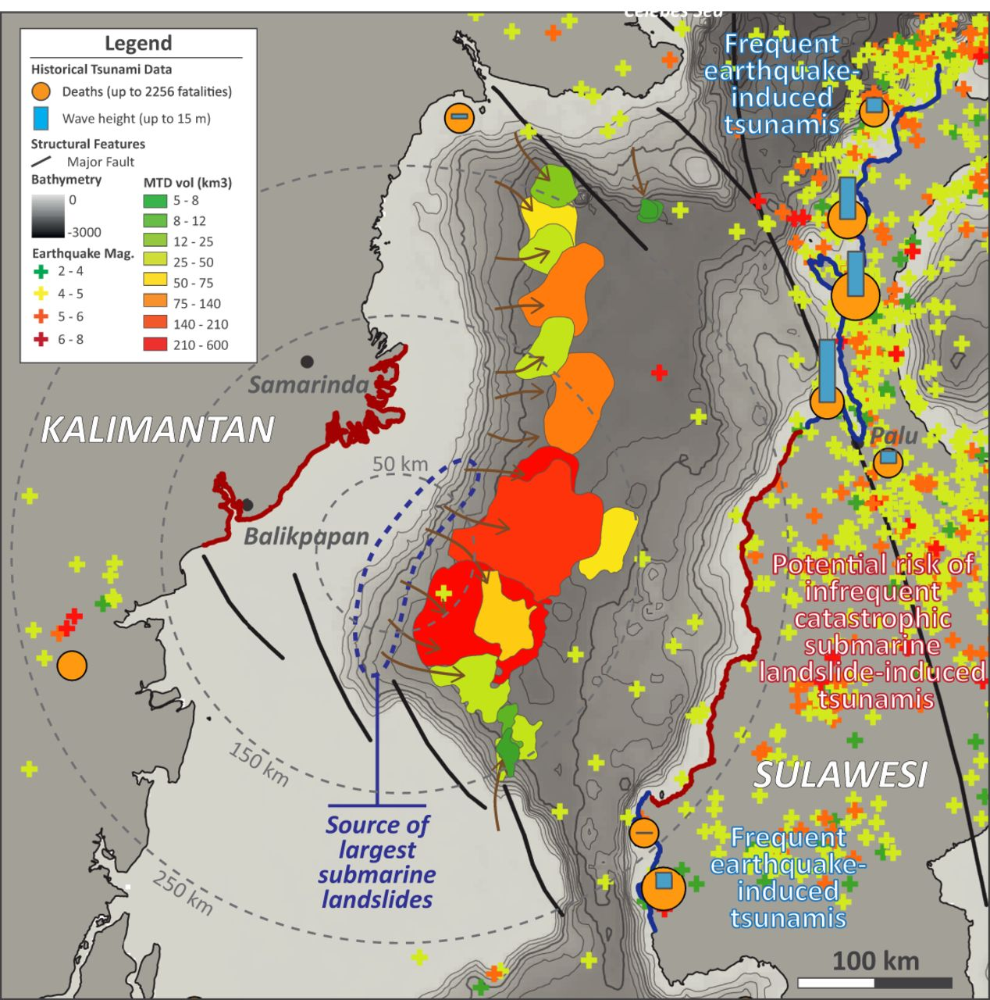 Celebes Sea
Legend
Historical Tsunami Data
Deaths (up to 2256 fatalities)
Wave height (up to 15 m)
Structural Features
Major Fault
Bathymetry
0
-3000
Earthquake Mag.
2 - 4
4 - 5
5 - 6
6 - 8
MTD vol (km3)
5 - 8
8 - 12
12 - 25
25 - 50
50 - 75
75 - 140
140 - 210
210 - 600
Frequent
earthquake-
induced
tsunamis
Samarinda
KALIMANTAN
Palu
50 km
Balikpapan
Potential risk of
infrequent
catastrophic
submarine
landslide-induced
tsunamis
150 km
SULAWESI
Source of
largest
submarine
landslides
Frequent
earthquake-
induced
tsunamis
250 km
100 km